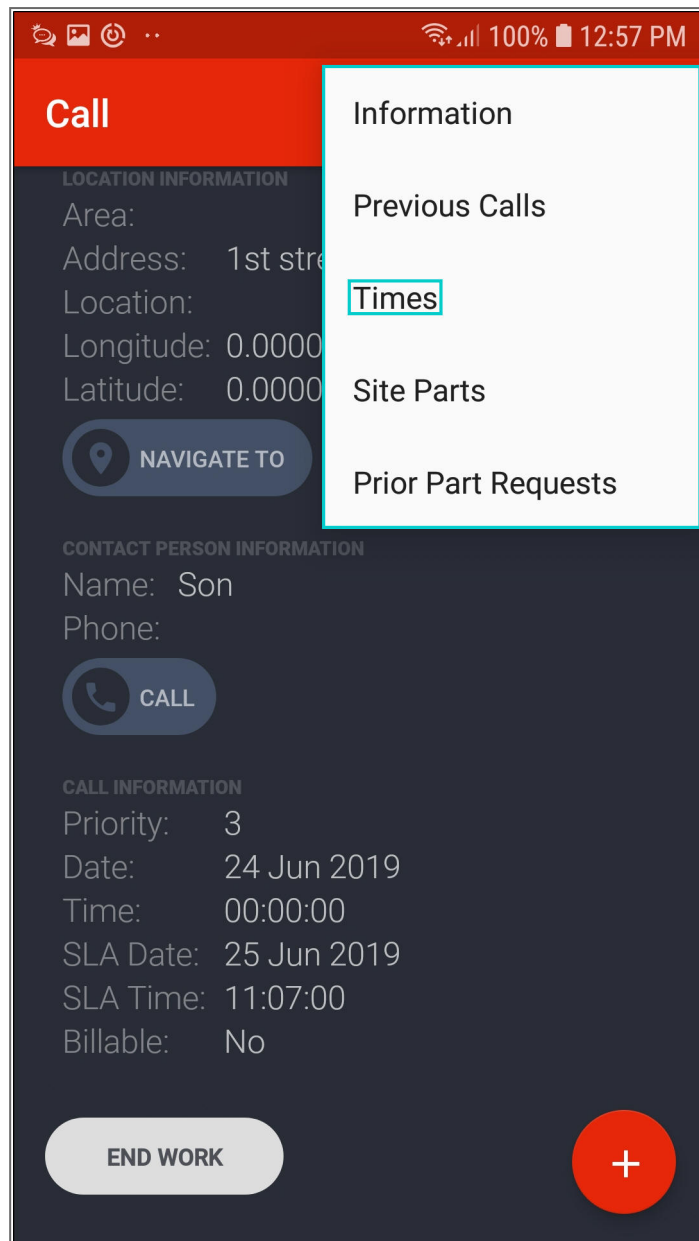 100% 12:57 PM
Call
Information
Previous Calls
Times
Site Parts
Prior Part Requests
LOCATION INFORMATION
Area:
Address: 1st stre
Location:
Longitude: 0.0000
Latitude: 0.0000
NAVIGATE TO
CONTACT PERSON INFORMATION
Name: Son
Phone:
CALL
CALL INFORMATION
Priority: 3
Date: 24 Jun 2019
Time: 00:00:00
SLA Date: 25 Jun 2019
SLA Time: 11:07:00
Billable: No
END WORK
+